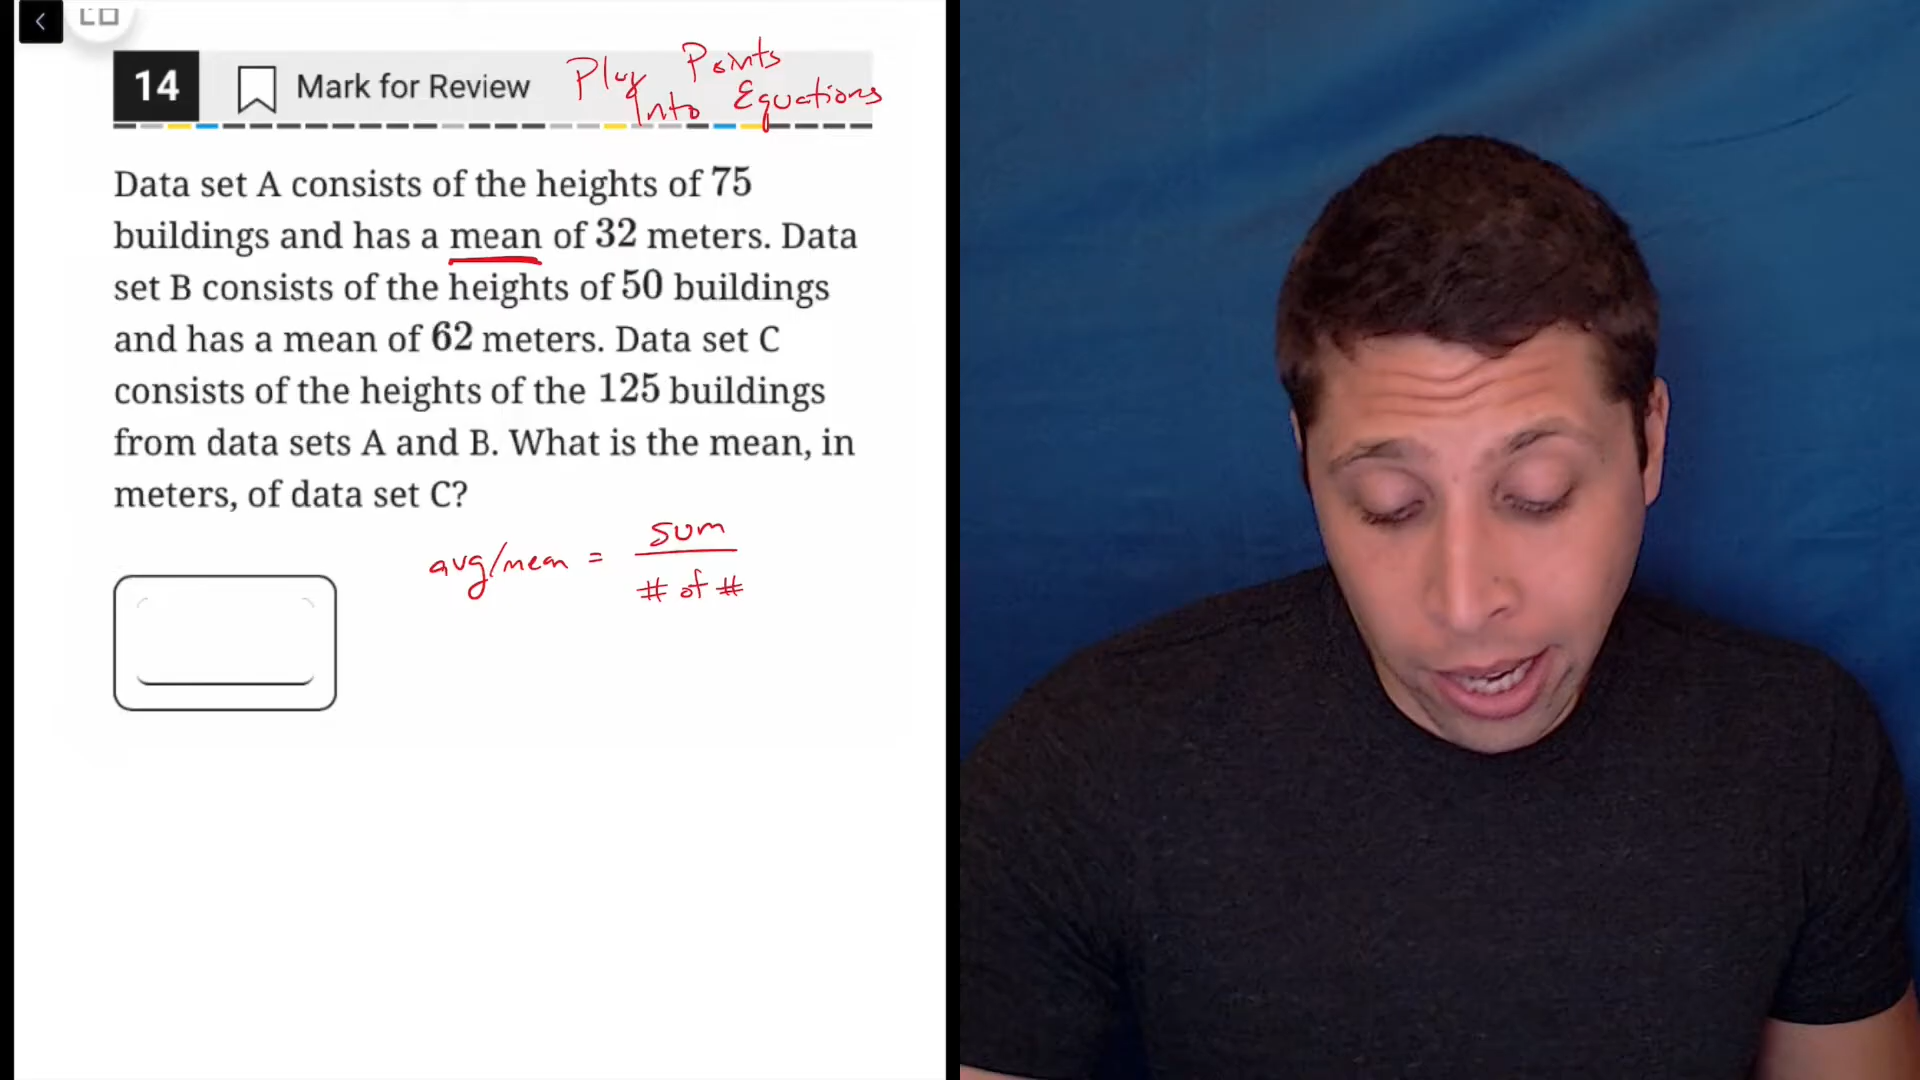 14 Mark for Review
Plug Points
Into Equations
Data set A consists of the heights of 75
buildings and has a mean of 32 meters. Data
set B consists of the heights of 50 buildings
and has a mean of 62 meters. Data set C
consists of the heights of the 125 buildings
from data sets A and B. What is the mean, in
meters, of data set C?
avg/mean = sum
# of #